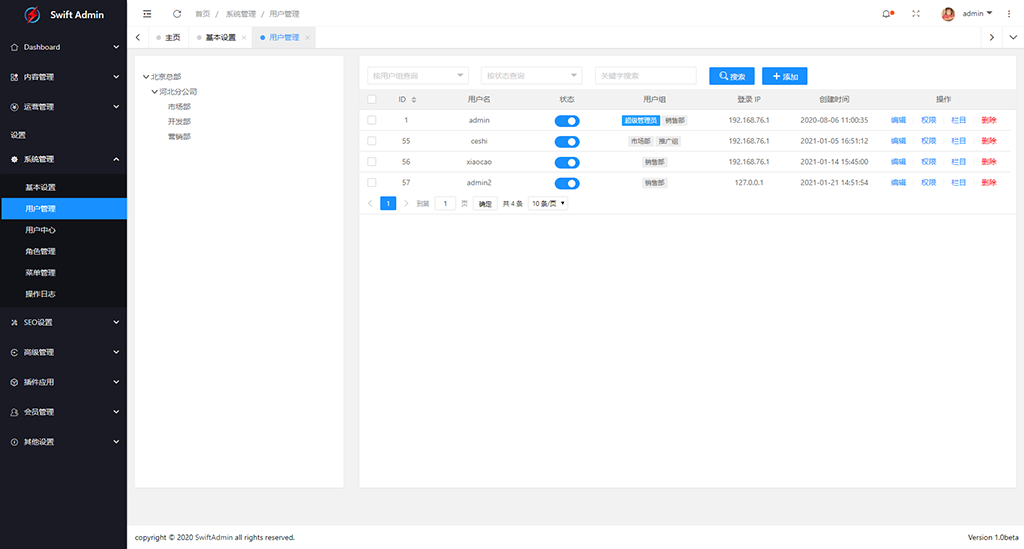 Swift Admin
首页 / 系统管理 / 用户管理
admin
主页 基本设置 × 用户管理 ×
Dashboard
内容管理
运营管理
设置
系统管理
基本设置
用户管理
用户中心
角色管理
菜单管理
操作日志
SEO设置
高级管理
插件应用
会员管理
其他设置
北京总部
河北分公司
市场部
开发部
营销部
按用户组查询 按状态查询 关键字搜索 搜索 添加
ID 用户名 状态 用户组 登录 IP 创建时间 操作
1 admin 超级管理员 销售部 192.168.76.1 2020-08-06 11:00:35 编辑 权限 栏目 删除
55 ceshi 市场部 推广组 192.168.76.1 2021-01-05 16:51:12 编辑 权限 栏目 删除
56 xiaocao 销售部 192.168.76.1 2021-01-14 15:45:00 编辑 权限 栏目 删除
57 admin2 销售部 127.0.0.1 2021-01-21 14:51:54 编辑 权限 栏目 删除
1 到第 1 页 确定 共 4 条 10 条/页
copyright © 2020 SwiftAdmin all rights reserved.
Version 1.0beta